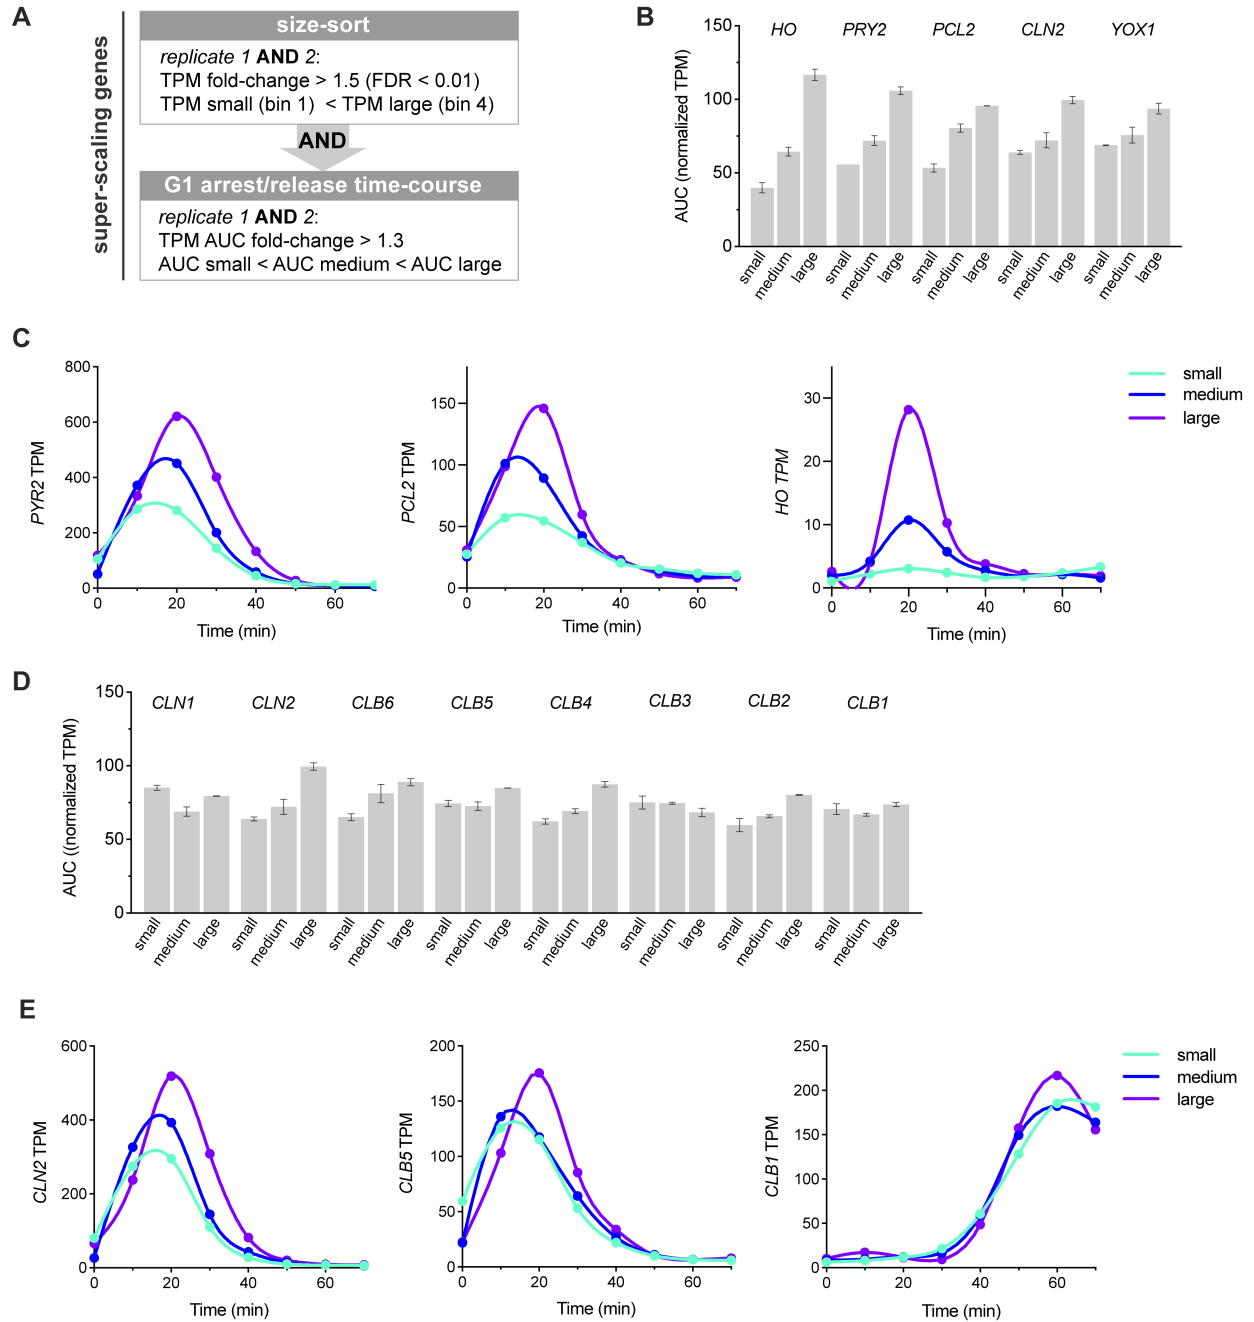 A
super-scaling genes
size-sort
replicate 1 AND 2:
TPM fold-change > 1.5 (FDR < 0.01)
TPM small (bin 1) < TPM large (bin 4)
AND
G1 arrest/release time-course
replicate 1 AND 2:
TPM AUC fold-change > 1.3
AUC small < AUC medium < AUC large
B
HO PRY2 PCL2 CLN2 YOX1
AUC (normalized TPM)
150
100
50
0
small medium large small medium large small medium large small medium large small medium large
C
PYR2 TPM
800
600
400
200
0
0 20 40 60
Time (min)
PCL2 TPM
150
100
50
0
0 20 40 60
Time (min)
HO TPM
30
20
10
0
0 20 40 60
Time (min)
small
medium
large
D
CLN1 CLN2 CLB6 CLB5 CLB4 CLB3 CLB2 CLB1
AUC ((normalized TPM)
150
100
50
0
small medium large small medium large small medium large small medium large small medium large small medium large small medium large small medium large
E
CLN2 TPM
600
400
200
0
0 20 40 60
Time (min)
CLB5 TPM
200
150
100
50
0
0 20 40 60
Time (min)
CLB1 TPM
250
200
150
100
50
0
0 20 40 60
Time (min)
small
medium
large